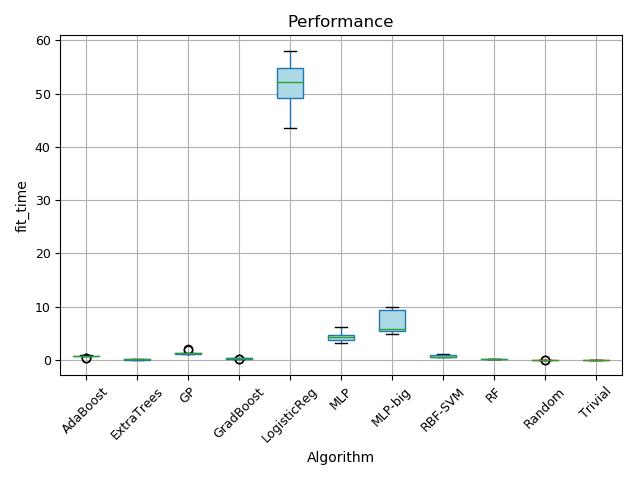 Performance
fit_time
60
50
40
30
20
10
0
AdaBoost
ExtraTrees
GP
GradBoost
LogisticReg
MLP
MLP-big
RBF-SVM
RF
Random
Trivial
Algorithm